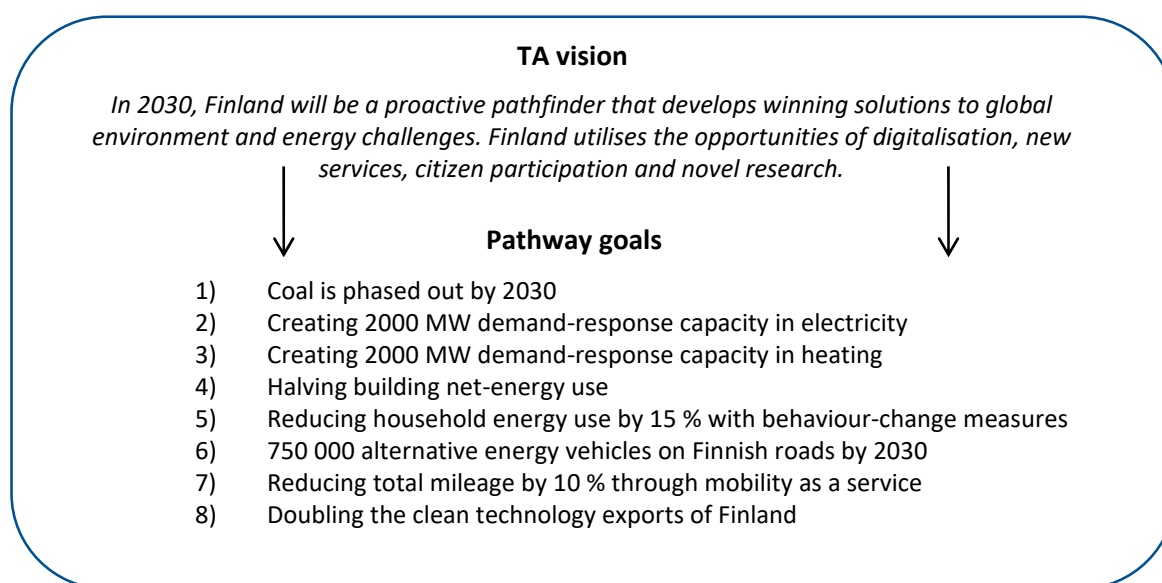 TA vision
In 2030, Finland will be a proactive pathfinder that develops winning solutions to global
environment and energy challenges. Finland utilises the opportunities of digitalisation, new
services, citizen participation and novel research.
Pathway goals
1) Coal is phased out by 2030
2) Creating 2000 MW demand-response capacity in electricity
3) Creating 2000 MW demand-response capacity in heating
4) Halving building net-energy use
5) Reducing household energy use by 15 % with behaviour-change measures
6) 750 000 alternative energy vehicles on Finnish roads by 2030
7) Reducing total mileage by 10 % through mobility as a service
8) Doubling the clean technology exports of Finland